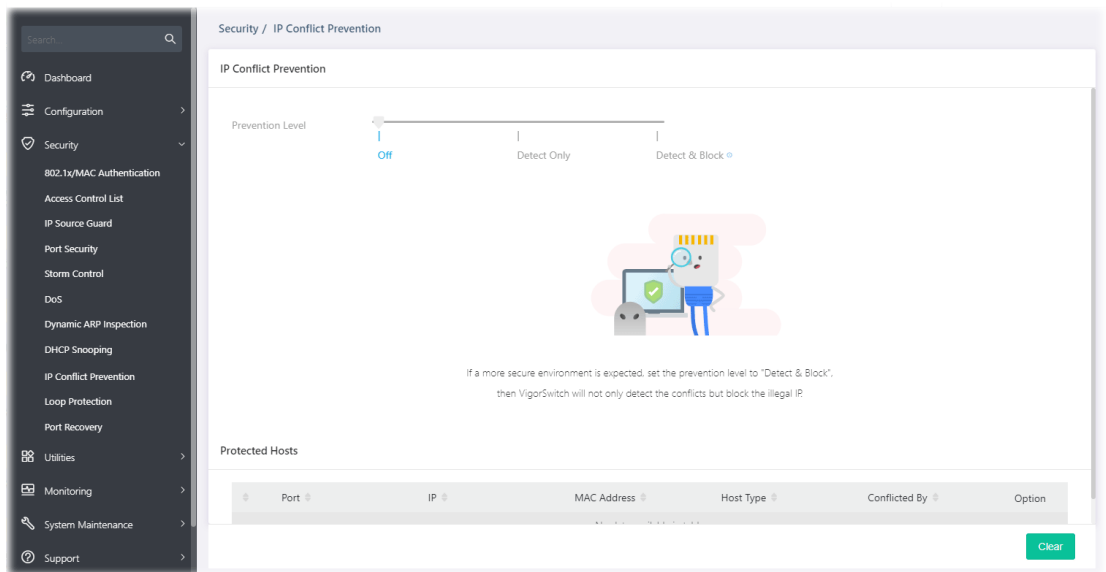 Search...
Dashboard
Configuration
Security
802.1x/MAC Authentication
Access Control List
IP Source Guard
Port Security
Storm Control
DoS
Dynamic ARP Inspection
DHCP Snooping
IP Conflict Prevention
Loop Protection
Port Recovery
Utilities
Monitoring
System Maintenance
Support
Security / IP Conflict Prevention
IP Conflict Prevention
Prevention Level
Off Detect Only Detect & Block
If a more secure environment is expected, set the prevention level to "Detect & Block",
then VigorSwitch will not only detect the conflicts but block the illegal IP.
Protected Hosts
Port IP MAC Address Host Type Conflicted By Option
Clear